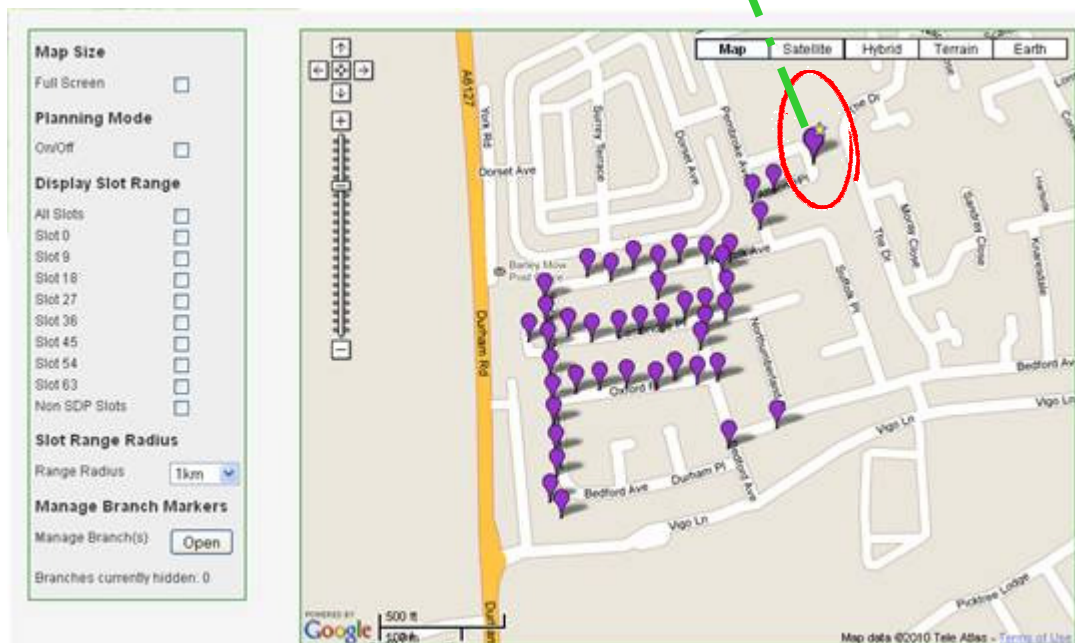 Map Size
Full Screen
Planning Mode
On/Off
Display Slot Range
All Slots
Slot 0
Slot 9
Slot 18
Slot 27
Slot 36
Slot 45
Slot 54
Slot 63
Non SDP Slots
Slot Range Radius
Range Radius 1km
Manage Branch Markers
Manage Branch(s) Open
Branches currently hidden: 0
Map Satellite Hybrid Terrain Earth
A6127
York Rd
Surrey Terrace
Dorset Ave
Dorset Ave
Pembroke Ave
The Dr
Barley Mow
Post
Ave
The Dr
Moray Close
Sandray Close
Knaresdale
Suffolk Pl
Durham Rd
Pl
Northumberland
Oxford
Bedford Ave
Vigo Ln
Vigo Ln
Bedford Ave
Durham Pl
Bedford Ave
Vigo Ln
Picktree Lodge
POWERED BY
Google
500 ft
Map data ©2010 Tele Atlas - Terms of Use